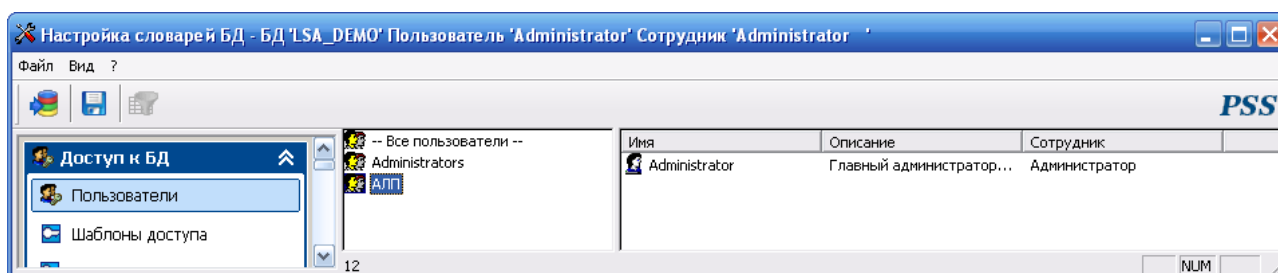 Настройка словарей БД - БД 'LSA_DEMO' Пользователь 'Administrator' Сотрудник 'Administrator '
Файл Вид ?
PSS
Доступ к БД
Пользователи
Шаблоны доступа
-- Все пользователи --
Administrators
АЛП
Имя Описание Сотрудник
Administrator Главный администратор... Администратор
12 NUM